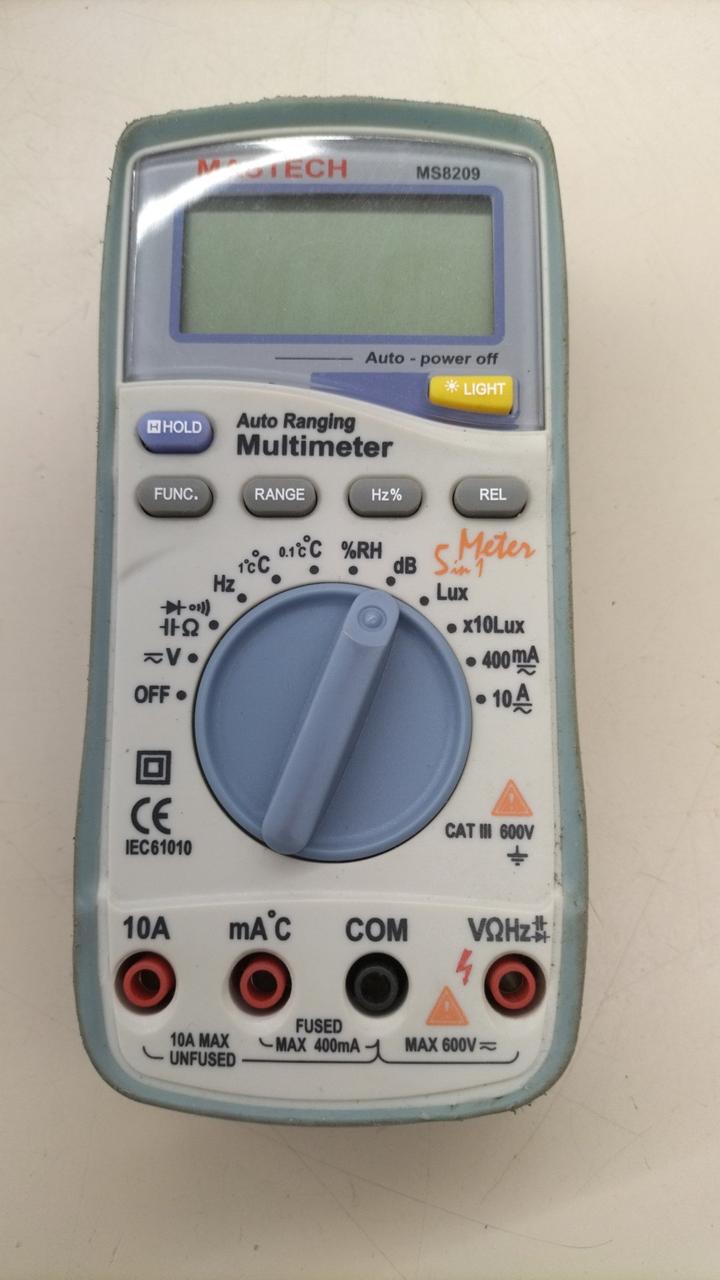 MASTECH
MS8209
Auto - power off
LIGHT
HOLD
Auto Ranging
Multimeter
FUNC.
RANGE
Hz%
REL
5 in 1 Meter
OFF
≂V
Ω
Hz
1°C
0.1°C
%RH
dB
Lux
x10Lux
400mA
10A
CE
IEC61010
CAT III 600V
10A
mA°C
COM
VΩHz
10A MAX
UNFUSED
FUSED
MAX 400mA
MAX 600V≂